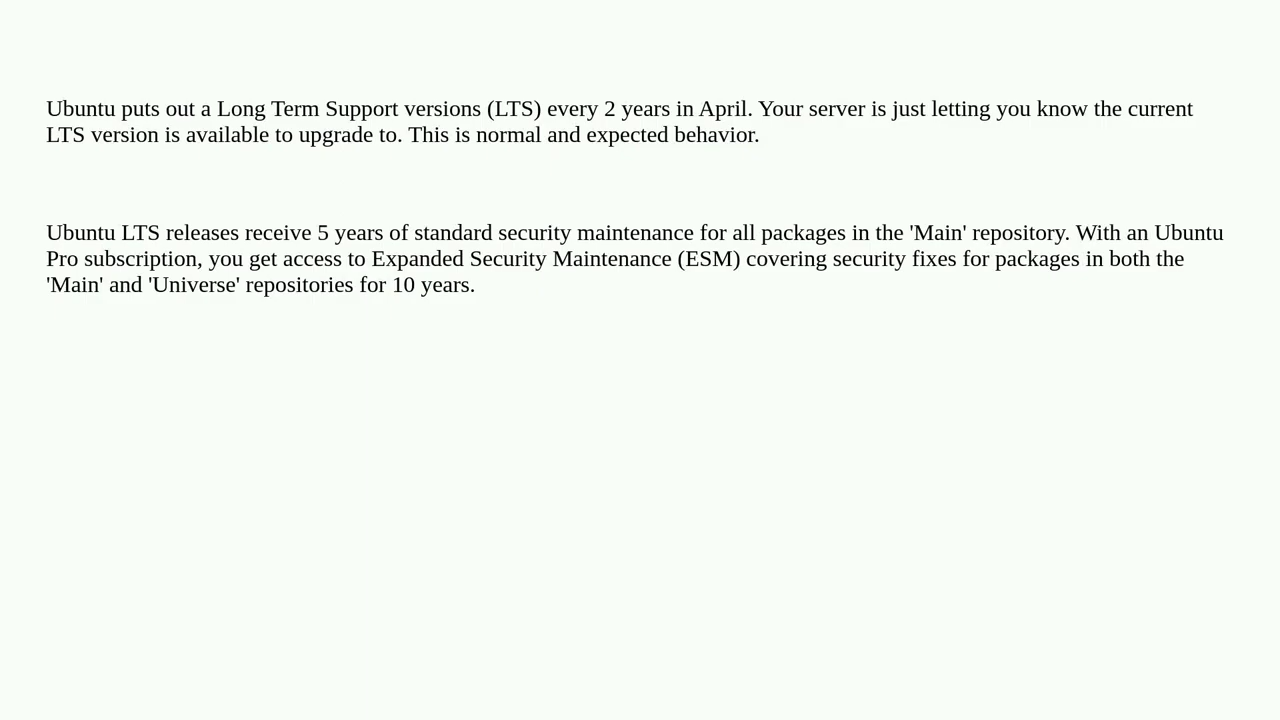 Ubuntu puts out a Long Term Support versions (LTS) every 2 years in April. Your server is just letting you know the current
LTS version is available to upgrade to. This is normal and expected behavior.
Ubuntu LTS releases receive 5 years of standard security maintenance for all packages in the 'Main' repository. With an Ubuntu
Pro subscription, you get access to Expanded Security Maintenance (ESM) covering security fixes for packages in both the
'Main' and 'Universe' repositories for 10 years.